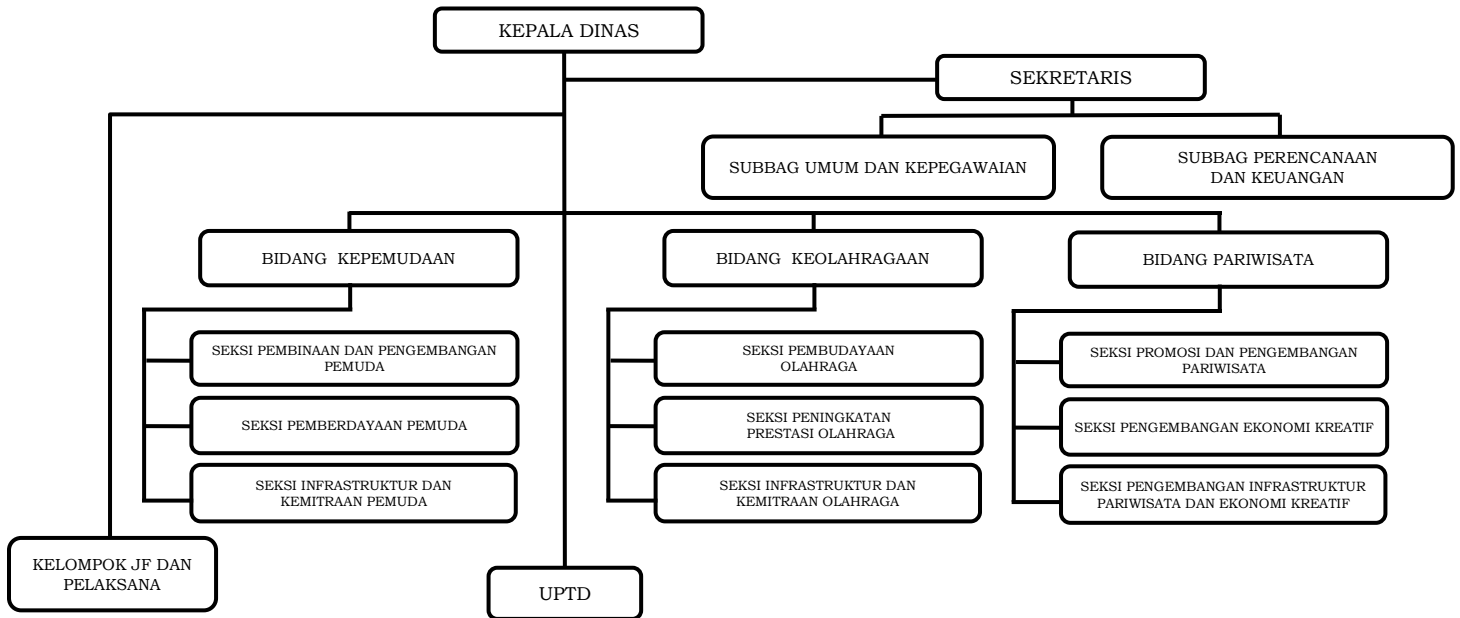 KEPALA DINAS
SEKRETARIS
SUBBAG UMUM DAN KEPEGAWAIAN
SUBBAG PERENCANAAN
DAN KEUANGAN
BIDANG KEPEMUDAAN
BIDANG KEOLAHRAGAAN
BIDANG PARIWISATA
SEKSI PEMBINAAN DAN PENGEMBANGAN
PEMUDA
SEKSI PEMBERDAYAAN PEMUDA
SEKSI INFRASTRUKTUR DAN
KEMITRAAN PEMUDA
SEKSI PEMBUDAYAAN
OLAHRAGA
SEKSI PENINGKATAN
PRESTASI OLAHRAGA
SEKSI INFRASTRUKTUR DAN
KEMITRAAN OLAHRAGA
SEKSI PROMOSI DAN PENGEMBANGAN
PARIWISATA
SEKSI PENGEMBANGAN EKONOMI KREATIF
SEKSI PENGEMBANGAN INFRASTRUKTUR
PARIWISATA DAN EKONOMI KREATIF
KELOMPOK JF DAN
PELAKSANA
UPTD